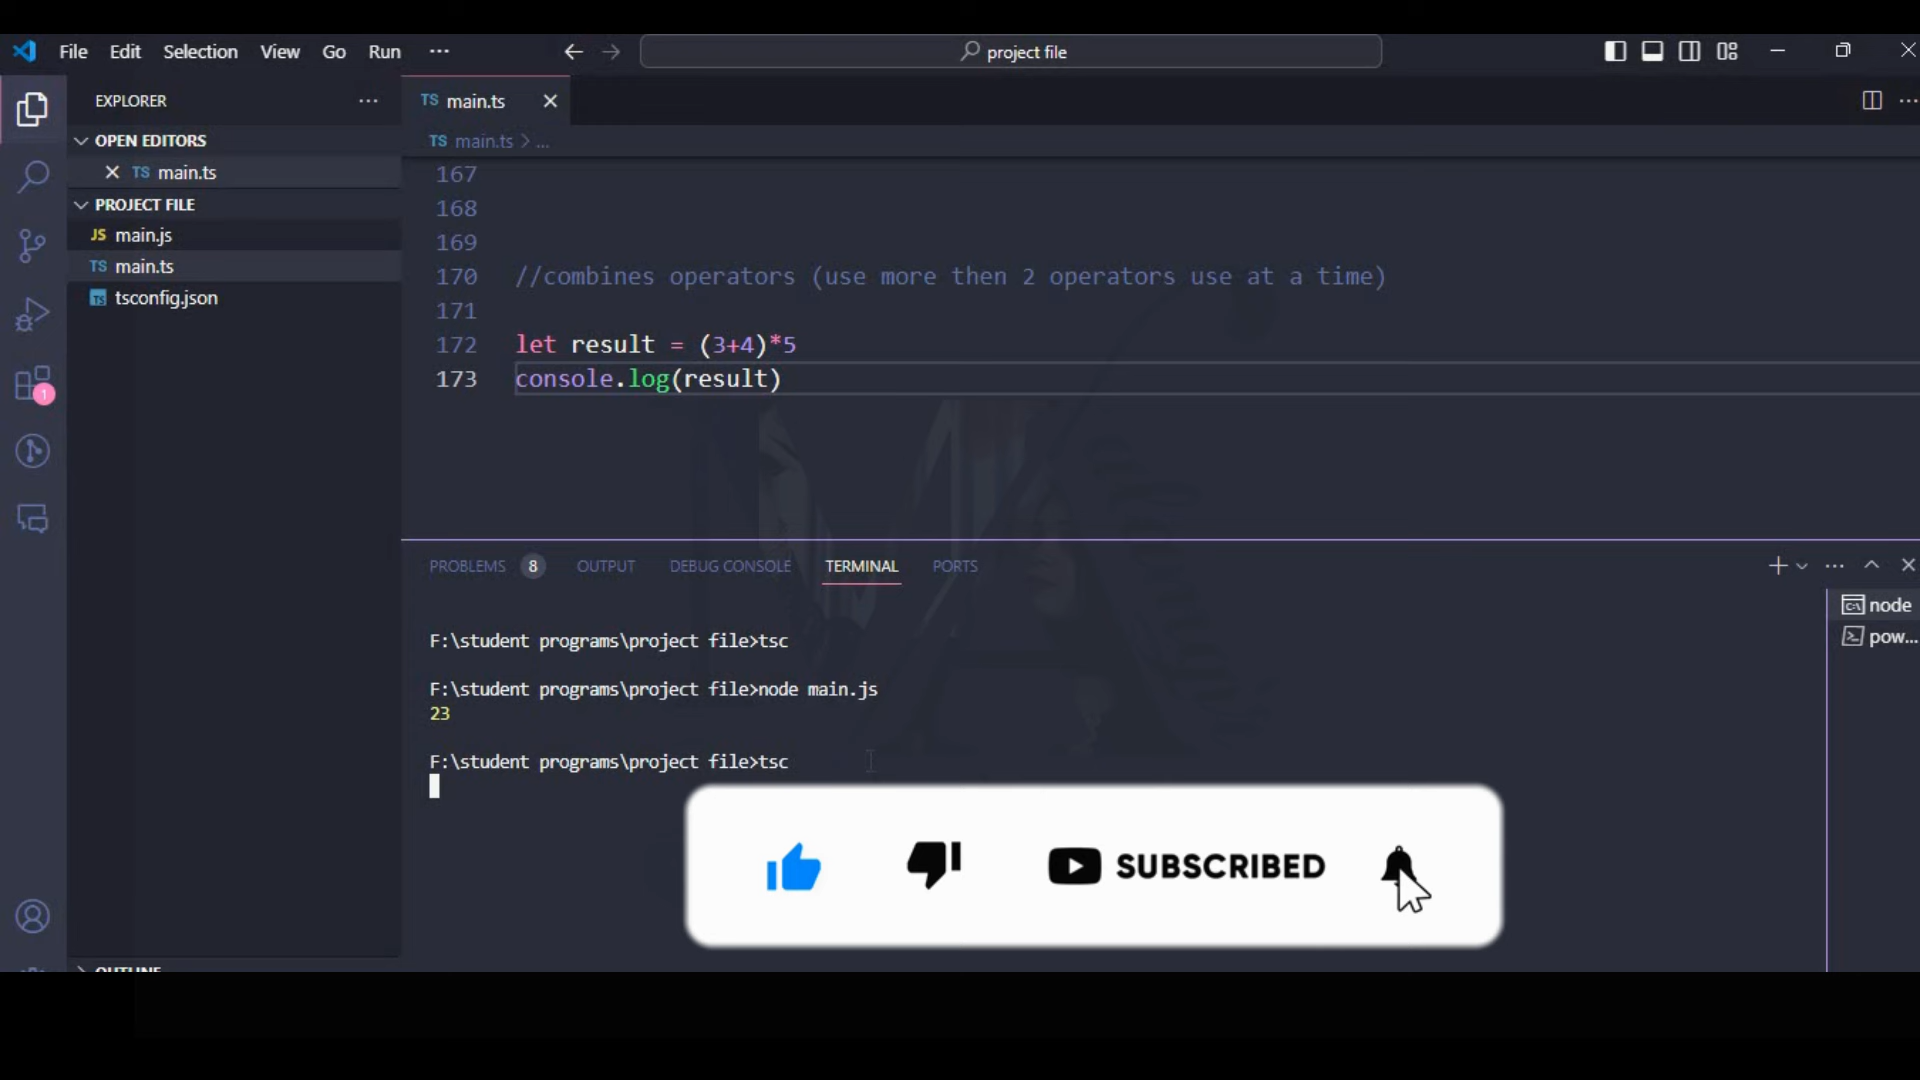 File Edit Selection View Go Run ··· project file
EXPLORER ···
TS main.ts
OPEN EDITORS
TS main.ts > ...
TS main.ts
PROJECT FILE
JS main.js
TS main.ts
TS tsconfig.json
167
168
169
170 //combines operators (use more then 2 operators use at a time)
171
172 let result = (3+4)*5
173 console.log(result)
1
PROBLEMS 8 OUTPUT DEBUG CONSOLE TERMINAL PORTS
node
pow...
F:\student programs\project file>tsc
F:\student programs\project file>node main.js
23
F:\student programs\project file>tsc
SUBSCRIBED
OUTLINE